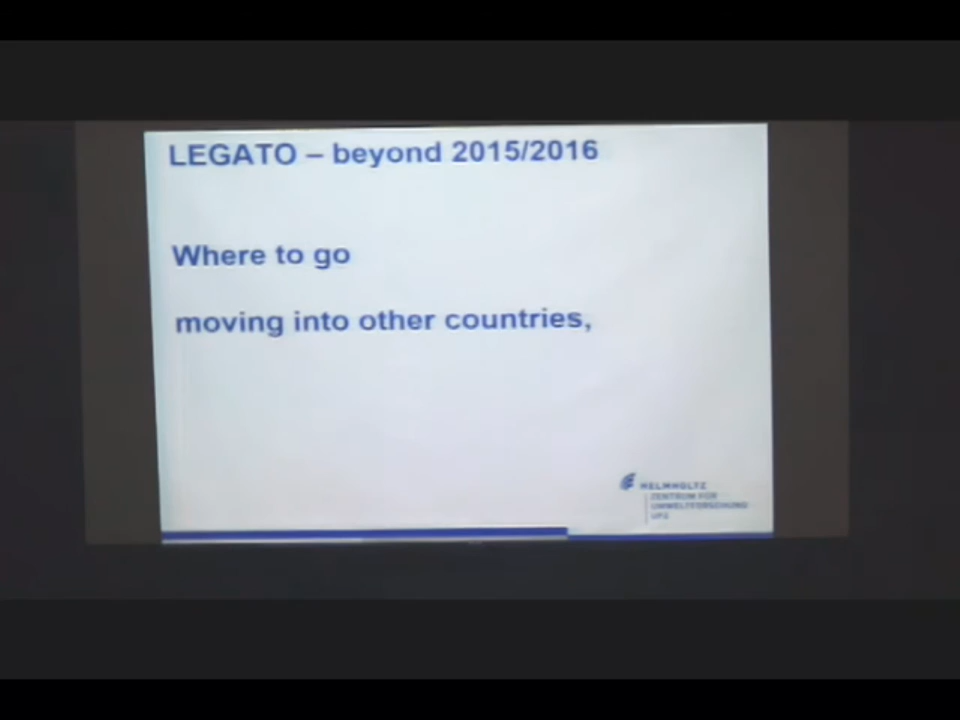 LEGATO – beyond 2015/2016
Where to go
moving into other countries,
HELMHOLTZ
ZENTRUM FÜR
UMWELTFORSCHUNG
UFZ